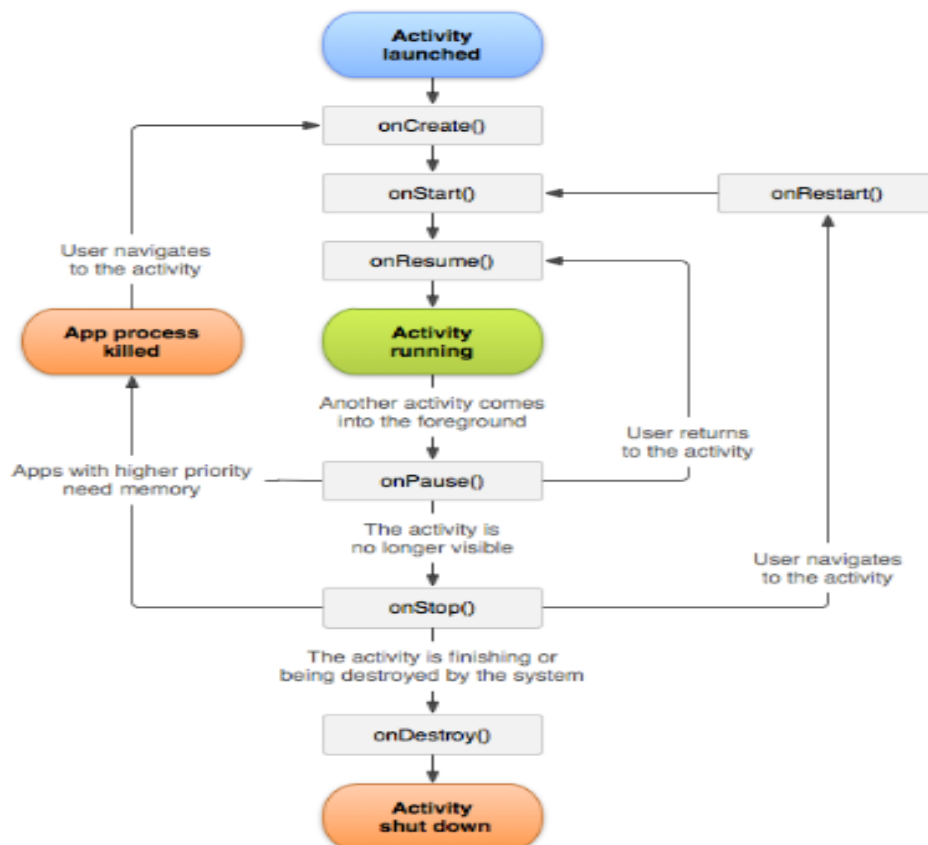 Activity
launched
onCreate()
onStart()
onRestart()
User navigates
to the activity
onResume()
App process
killed
Activity
running
Another activity comes
into the foreground
User returns
to the activity
Apps with higher priority
need memory
onPause()
The activity is
no longer visible
User navigates
to the activity
onStop()
The activity is finishing or
being destroyed by the system
onDestroy()
Activity
shut down